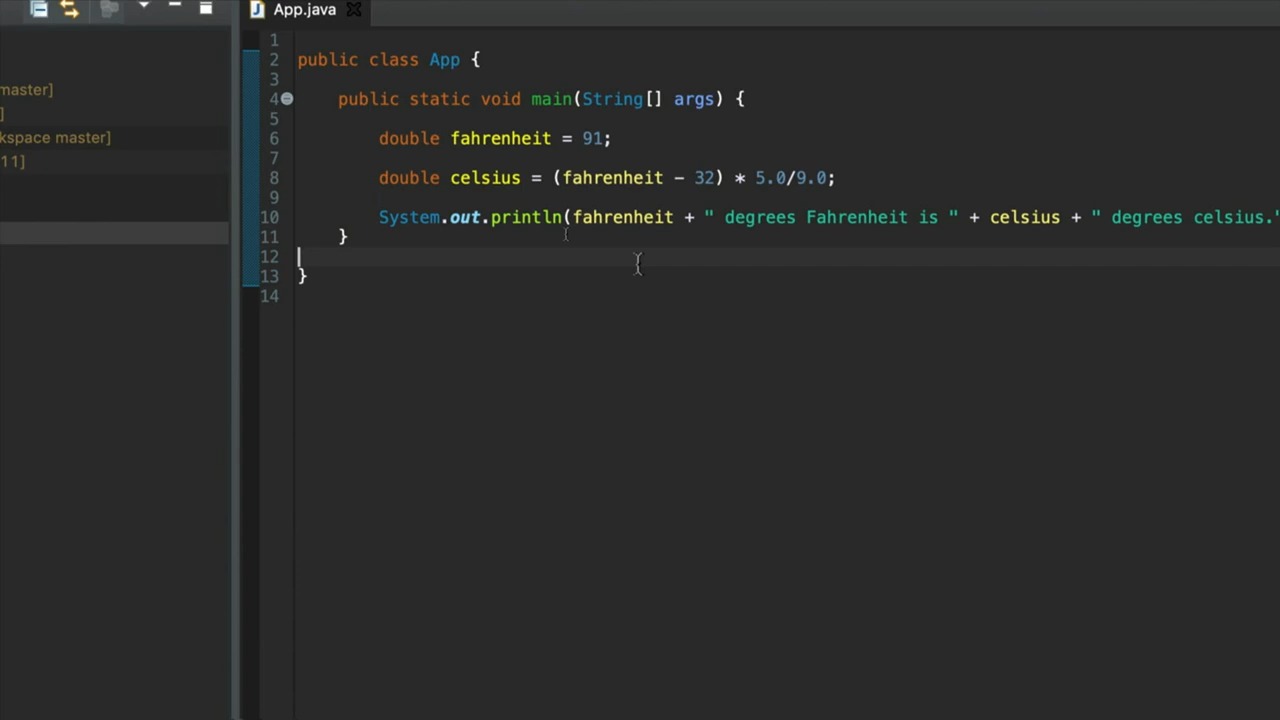 App.java
master]
]
kspace master]
11]
1
2 public class App {
3
4 public static void main(String[] args) {
5
6 double fahrenheit = 91;
7
8 double celsius = (fahrenheit - 32) * 5.0/9.0;
9
10 System.out.println(fahrenheit + " degrees Fahrenheit is " + celsius + " degrees celsius."
11 }
12
13 }
14